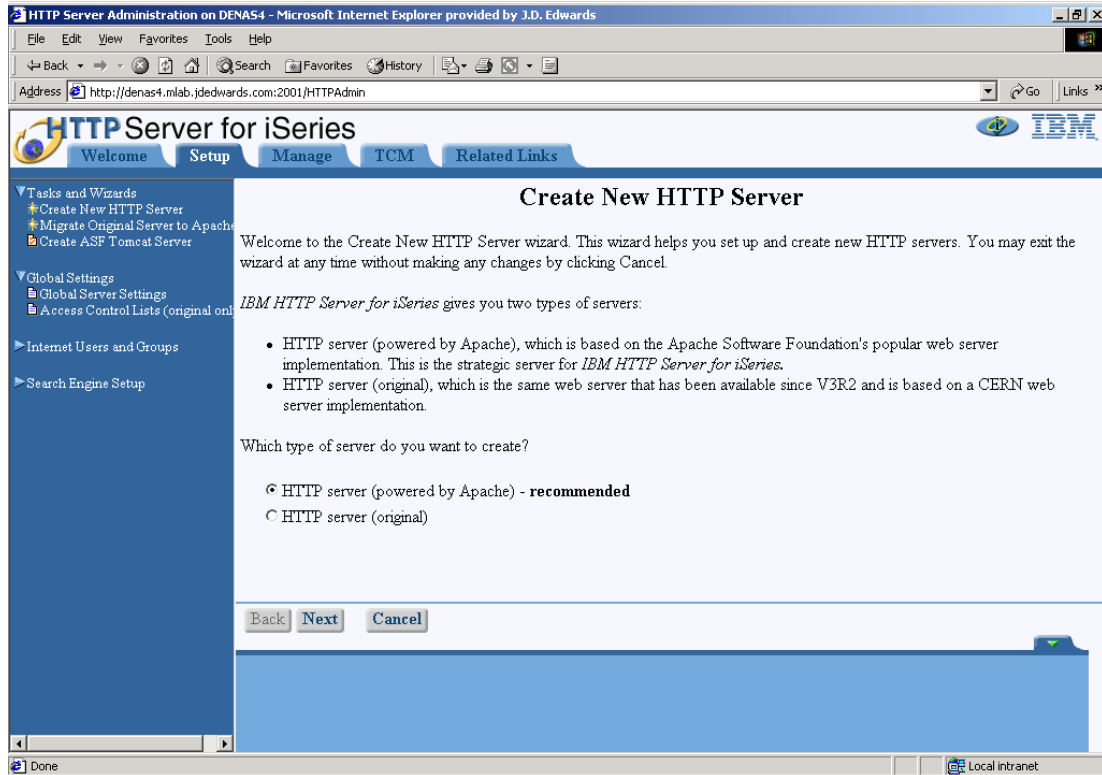 HTTP Server Administration on DENAS4 - Microsoft Internet Explorer provided by J.D. Edwards
File Edit View Favorites Tools Help
Back Search Favorites History
Address http://denas4.mlab.jdedwards.com:2001/HTTPAdmin Go Links »
HTTP Server for iSeries IBM
Welcome Setup Manage TCM Related Links
Tasks and Wizards
Create New HTTP Server
Migrate Original Server to Apache
Create ASF Tomcat Server
Global Settings
Global Server Settings
Access Control Lists (original onl
Internet Users and Groups
Search Engine Setup
Create New HTTP Server
Welcome to the Create New HTTP Server wizard. This wizard helps you set up and create new HTTP servers. You may exit the
wizard at any time without making any changes by clicking Cancel.
IBM HTTP Server for iSeries gives you two types of servers:
• HTTP server (powered by Apache), which is based on the Apache Software Foundation's popular web server
implementation. This is the strategic server for IBM HTTP Server for iSeries.
• HTTP server (original), which is the same web server that has been available since V3R2 and is based on a CERN web
server implementation.
Which type of server do you want to create?
HTTP server (powered by Apache) - recommended
HTTP server (original)
Back Next Cancel
Done Local intranet